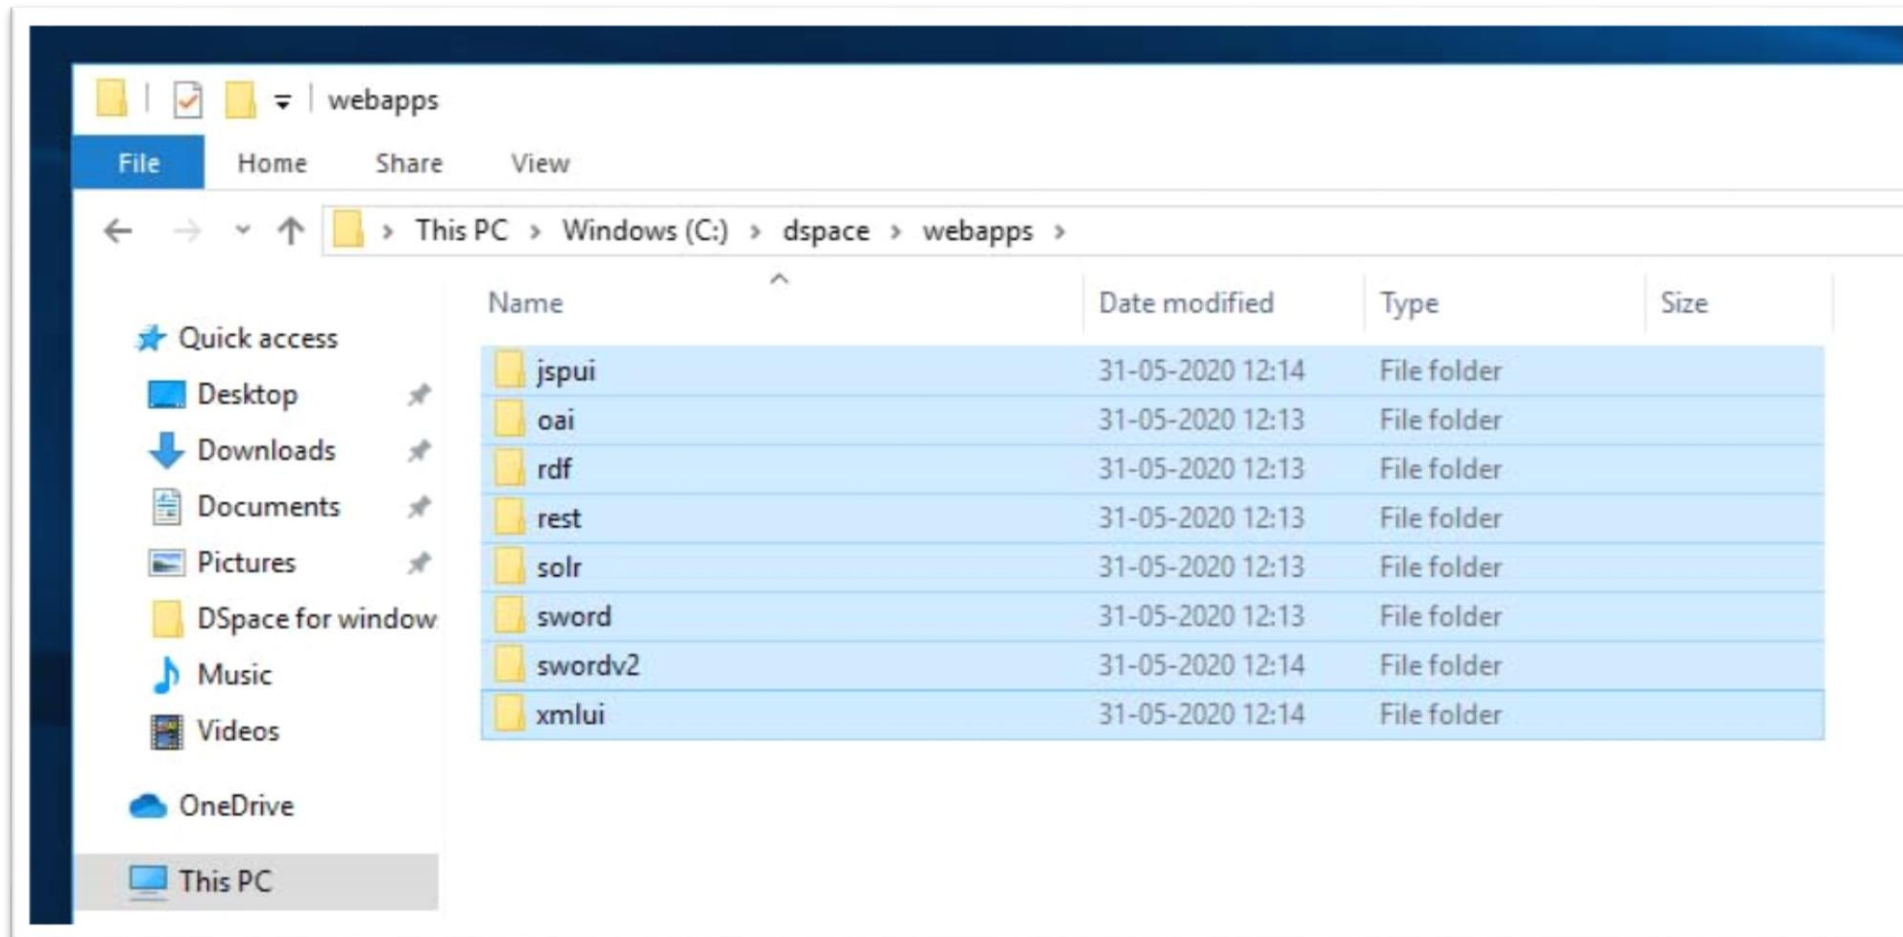 webapps
File Home Share View
This PC > Windows (C:) > dspace > webapps >
Name Date modified Type Size
Quick access
Desktop
Downloads
Documents
Pictures
DSpace for window
Music
Videos
OneDrive
This PC
jspui 31-05-2020 12:14 File folder
oai 31-05-2020 12:13 File folder
rdf 31-05-2020 12:13 File folder
rest 31-05-2020 12:13 File folder
solr 31-05-2020 12:13 File folder
sword 31-05-2020 12:13 File folder
swordv2 31-05-2020 12:14 File folder
xmlui 31-05-2020 12:14 File folder